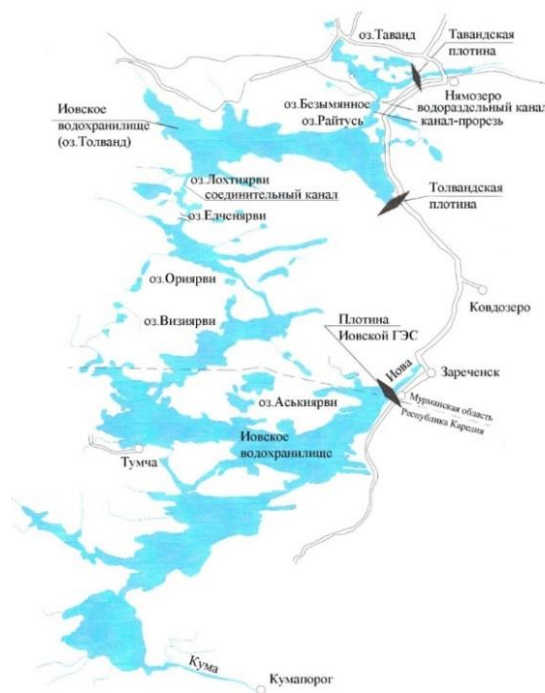 оз.Таванд
Тавандская
плотина
оз.Безымянное
оз.Райтусь
Нямозеро
водораздельный канал
канал-прорезь
Иовское
водохранилище
(оз.Толванд)
оз.Лохтиярви
соединительный канал
оз.Елченярви
Толвандская
плотина
оз.Ориярви
Ковдозеро
оз.Визиярви
Плотина
Иовской ГЭС
Иова
Зареченск
Мурманская область
Республика Карелия
оз.Аськиярви
Иовское
водохранилище
Тумча
Кума
Кумапорог